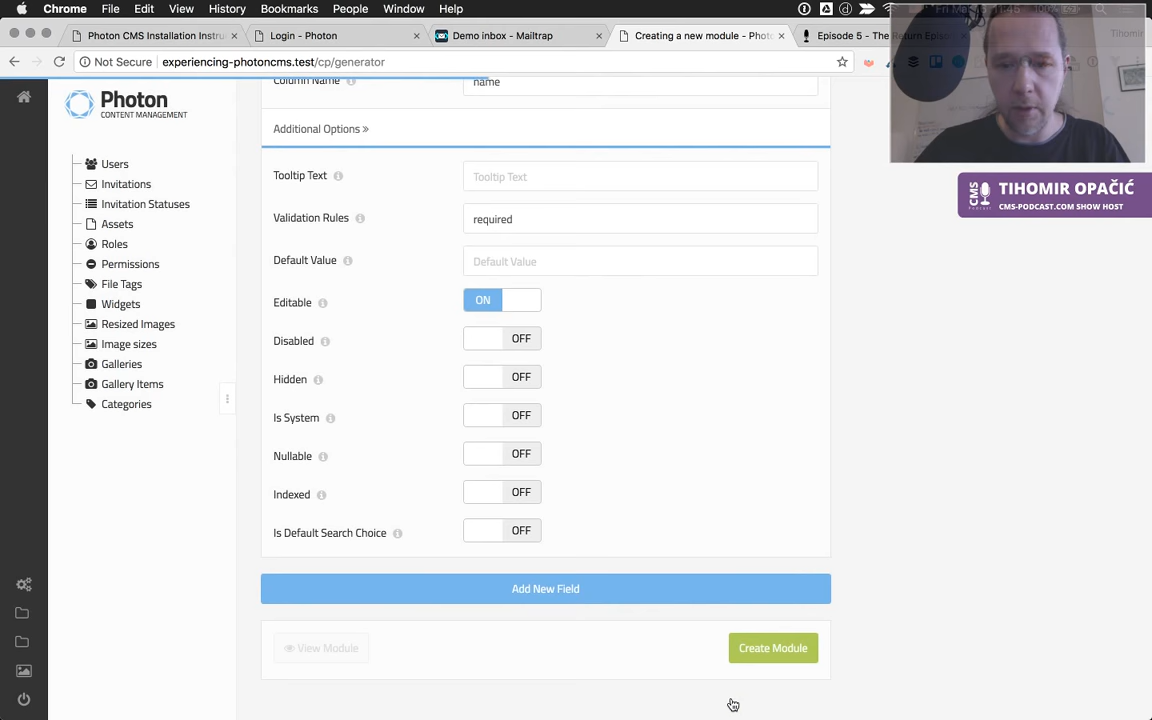 Chrome File Edit View History Bookmarks People Window Help
Photon CMS Installation Instru
Login - Photon
Demo inbox - Mailtrap
Creating a new module - Phot
Episode 5 - The Return Episo
Not Secure experiencing-photoncms.test/cp/generator
Photon
CONTENT MANAGEMENT
Users
Invitations
Invitation Statuses
Assets
Roles
Permissions
File Tags
Widgets
Resized Images
Image sizes
Galleries
Gallery Items
Categories
Column Name name
Additional Options »
Tooltip Text Tooltip Text
Validation Rules required
Default Value Default Value
Editable ON
Disabled OFF
Hidden OFF
Is System OFF
Nullable OFF
Indexed OFF
Is Default Search Choice OFF
Add New Field
View Module
Create Module
CMS
Podcast
TIHOMIR OPAČIĆ
CMS-PODCAST.COM SHOW HOST